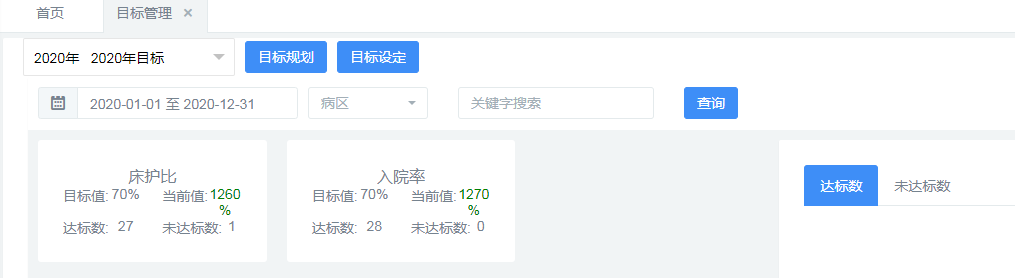 首页 目标管理 ×
2020年 2020年目标 目标规划 目标设定
2020-01-01 至 2020-12-31 病区 关键字搜索 查询
床护比 入院率
达标数 未达标数
目标值: 70% 当前值: 1260% 目标值: 70% 当前值: 1270%
达标数: 27 未达标数: 1 达标数: 28 未达标数: 0